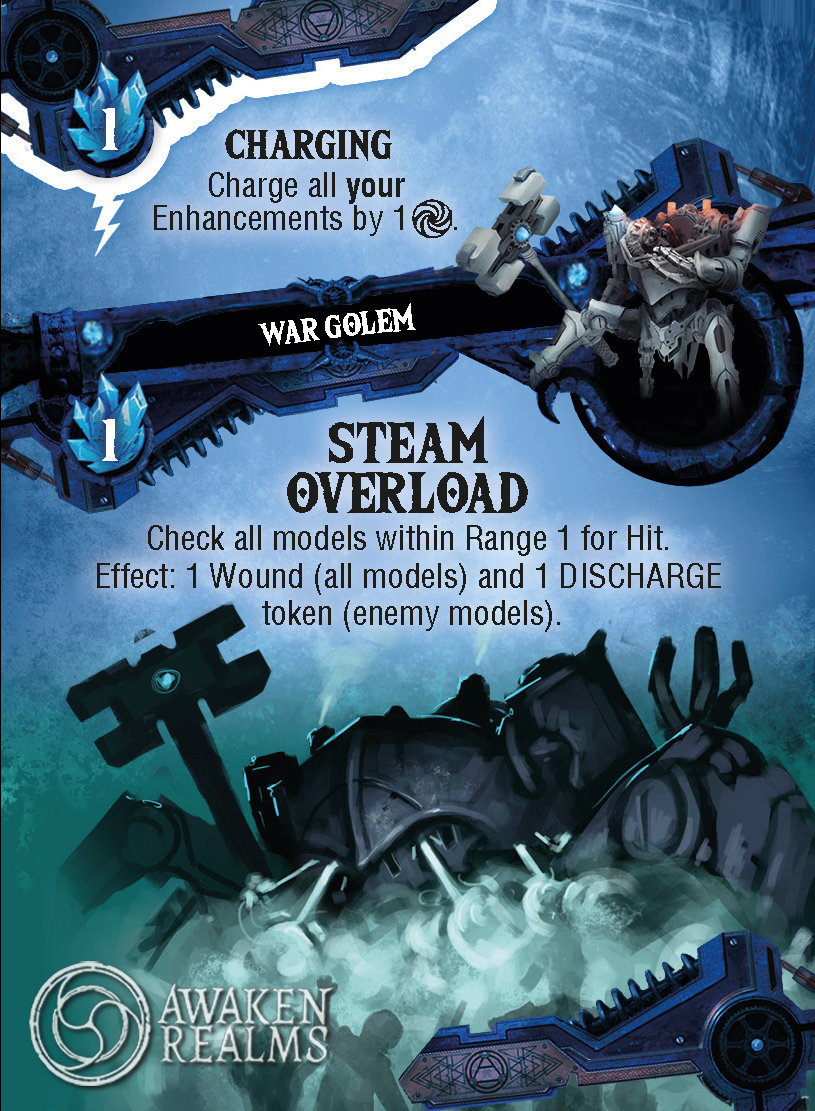 1
CHARGING
Charge all your
Enhancements by 1 .
WAR GOLEM
1
STEAM
OVERLOAD
Check all models within Range 1 for Hit.
Effect: 1 Wound (all models) and 1 DISCHARGE
token (enemy models).
AWAKEN
REALMS